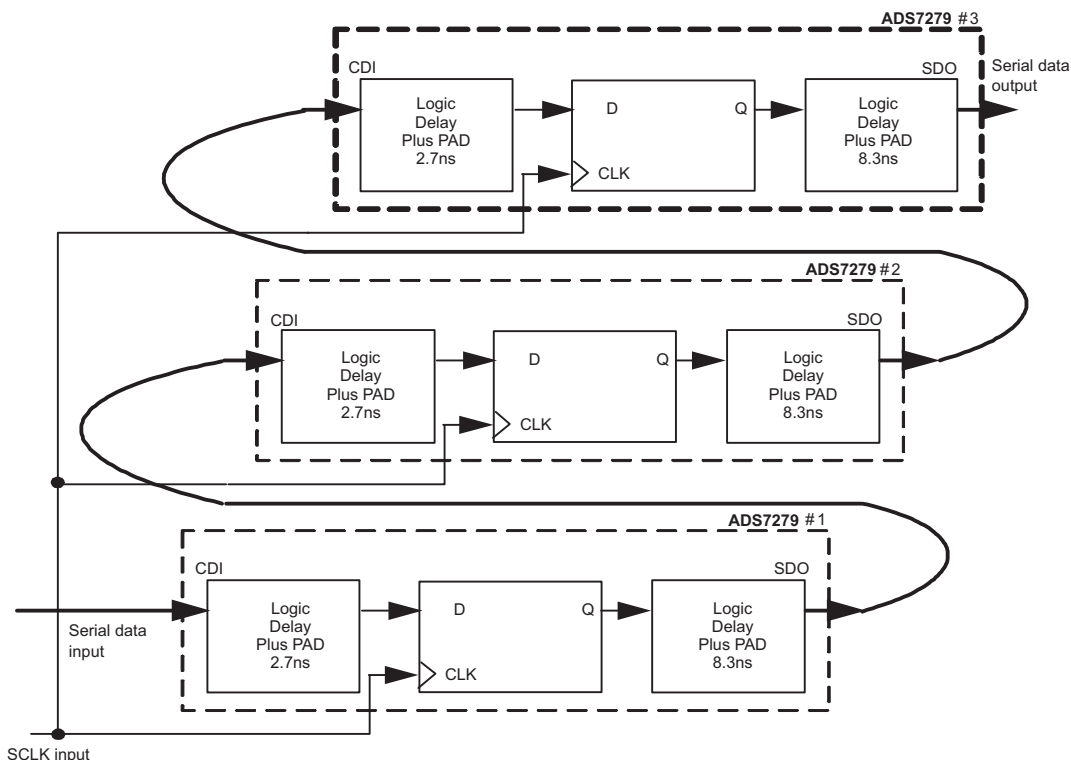 ADS7279 #3
CDI
SDO
Serial data
output
Logic
Delay
Plus PAD
2.7ns
D
Q
CLK
Logic
Delay
Plus PAD
8.3ns
ADS7279 #2
CDI
SDO
Logic
Delay
Plus PAD
2.7ns
D
Q
CLK
Logic
Delay
Plus PAD
8.3ns
ADS7279 #1
CDI
SDO
Serial data
input
Logic
Delay
Plus PAD
2.7ns
D
Q
CLK
Logic
Delay
Plus PAD
8.3ns
SCLK input